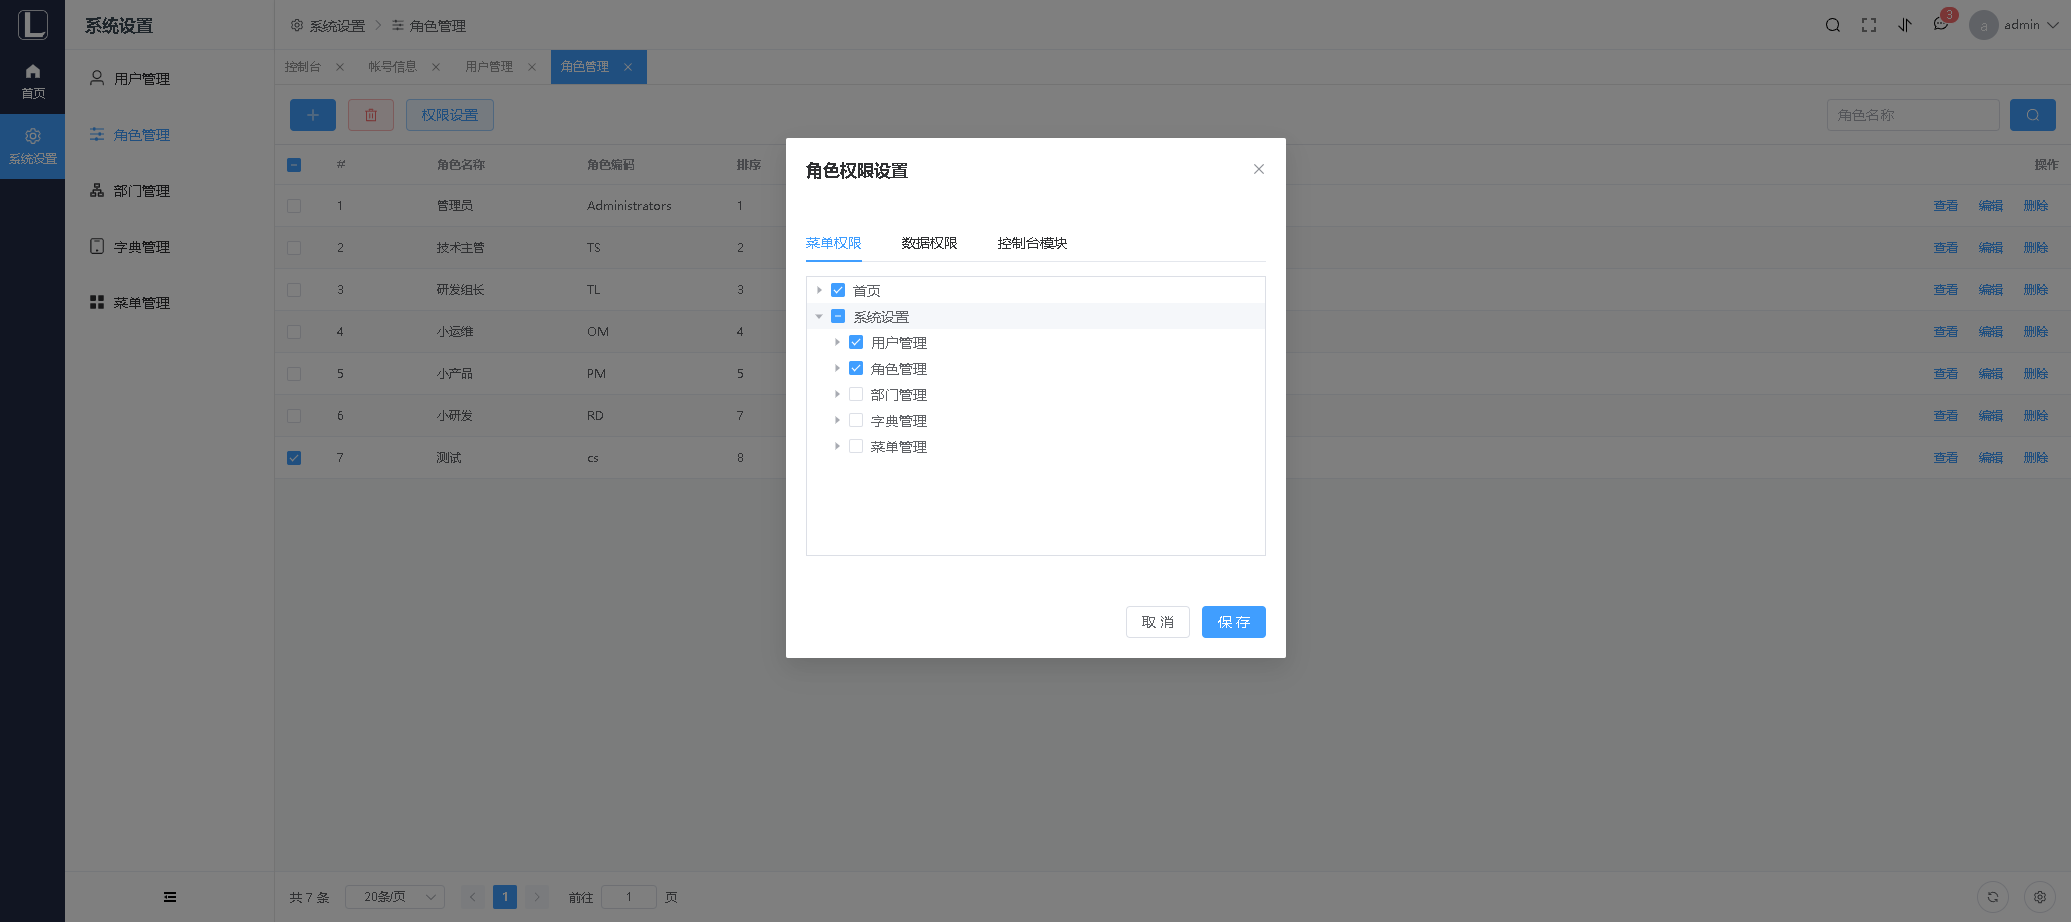 L
首页
系统设置
系统设置
用户管理
角色管理
部门管理
字典管理
菜单管理
系统设置 角色管理
3
a admin
控制台 帐号信息 用户管理 角色管理
权限设置 角色名称
# 角色名称 角色编码 排序 操作
1 管理员 Administrators 1 查看 编辑 删除
2 技术主管 TS 2 查看 编辑 删除
3 研发组长 TL 3 查看 编辑 删除
4 小运维 OM 4 查看 编辑 删除
5 小产品 PM 5 查看 编辑 删除
6 小研发 RD 7 查看 编辑 删除
7 测试 cs 8 查看 编辑 删除
角色权限设置
菜单权限 数据权限 控制台模块
首页
系统设置
用户管理
角色管理
部门管理
字典管理
菜单管理
取 消 保 存
共 7 条 20条/页 1 前往 1 页